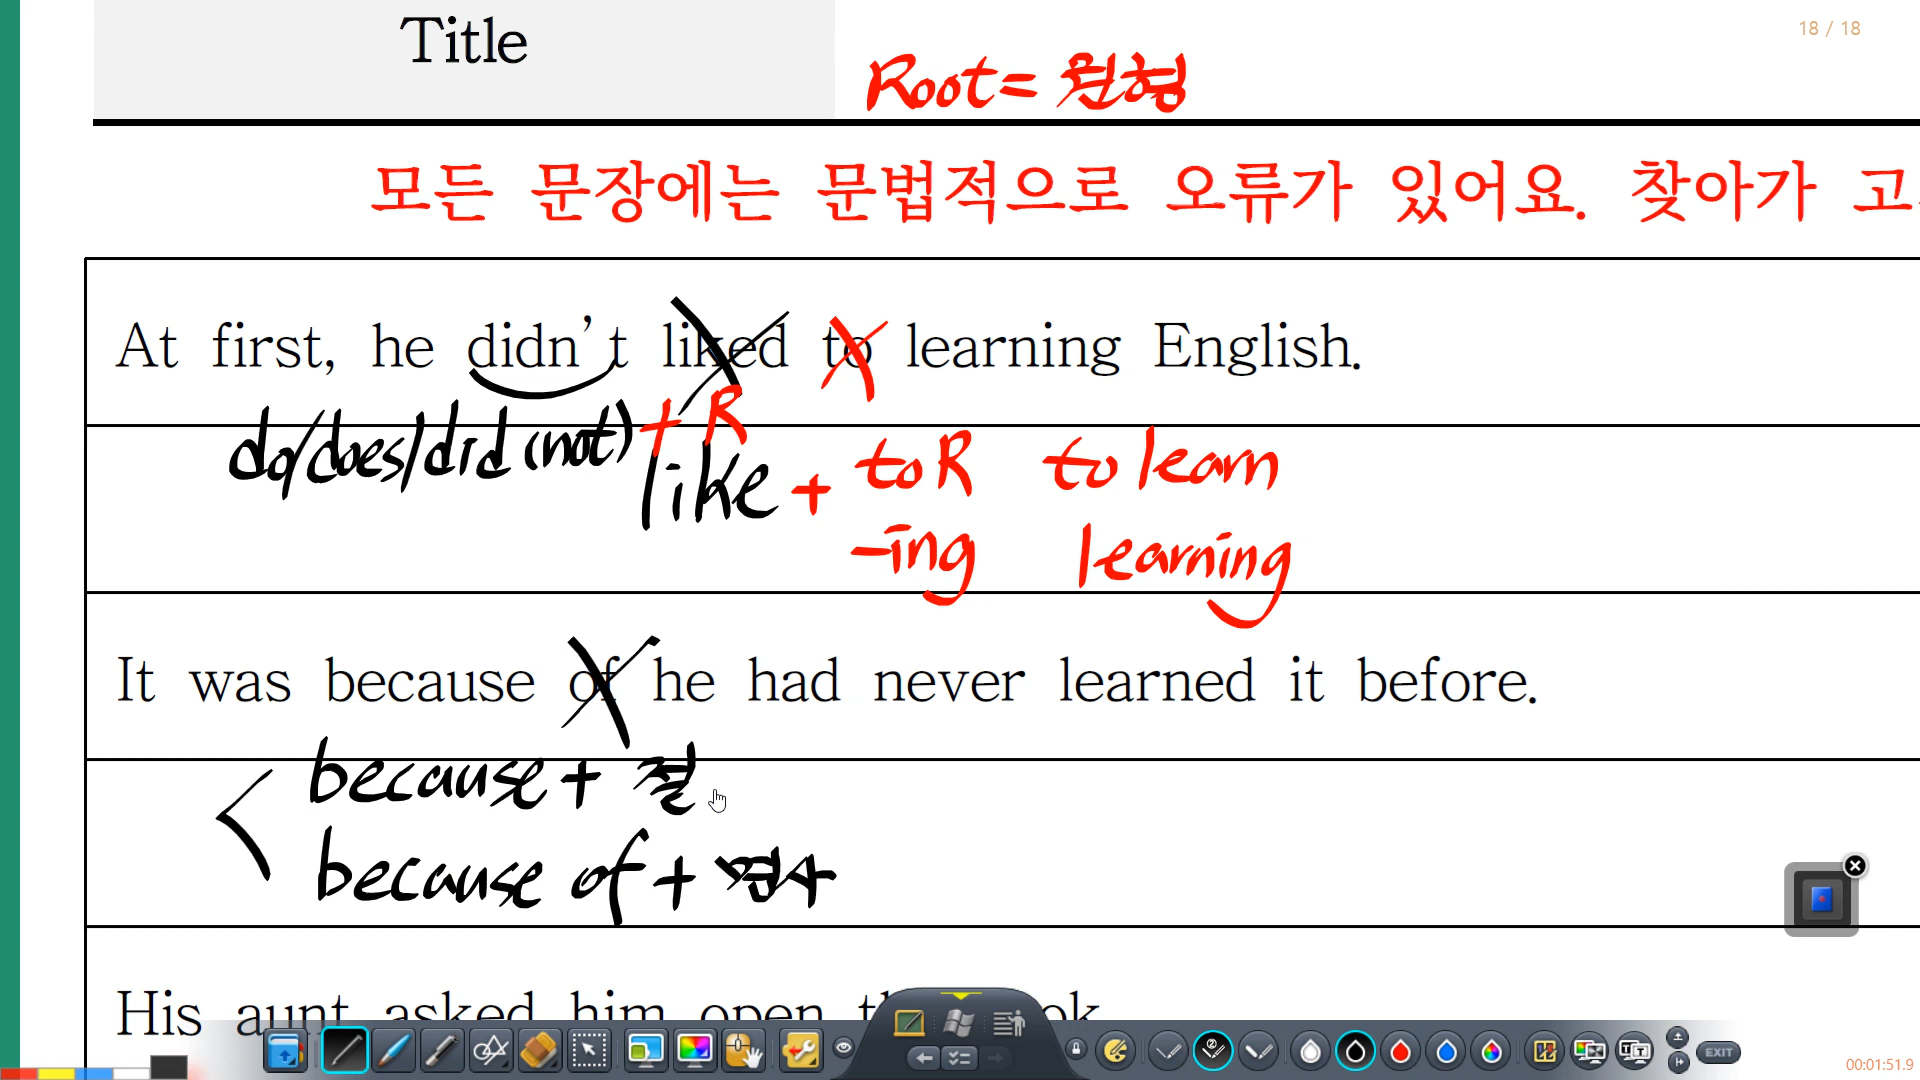 18 / 18
Title
Root = 원형
모든 문장에는 문법적으로 오류가 있어요. 찾아가 고
At first, he didn't liked to learning English.
do/does/did (not) + R
like + to R to learn
-ing learning
It was because of he had never learned it before.
because + 절
because of + 명사
His aunt asked him open
EXIT
00:01:51.9